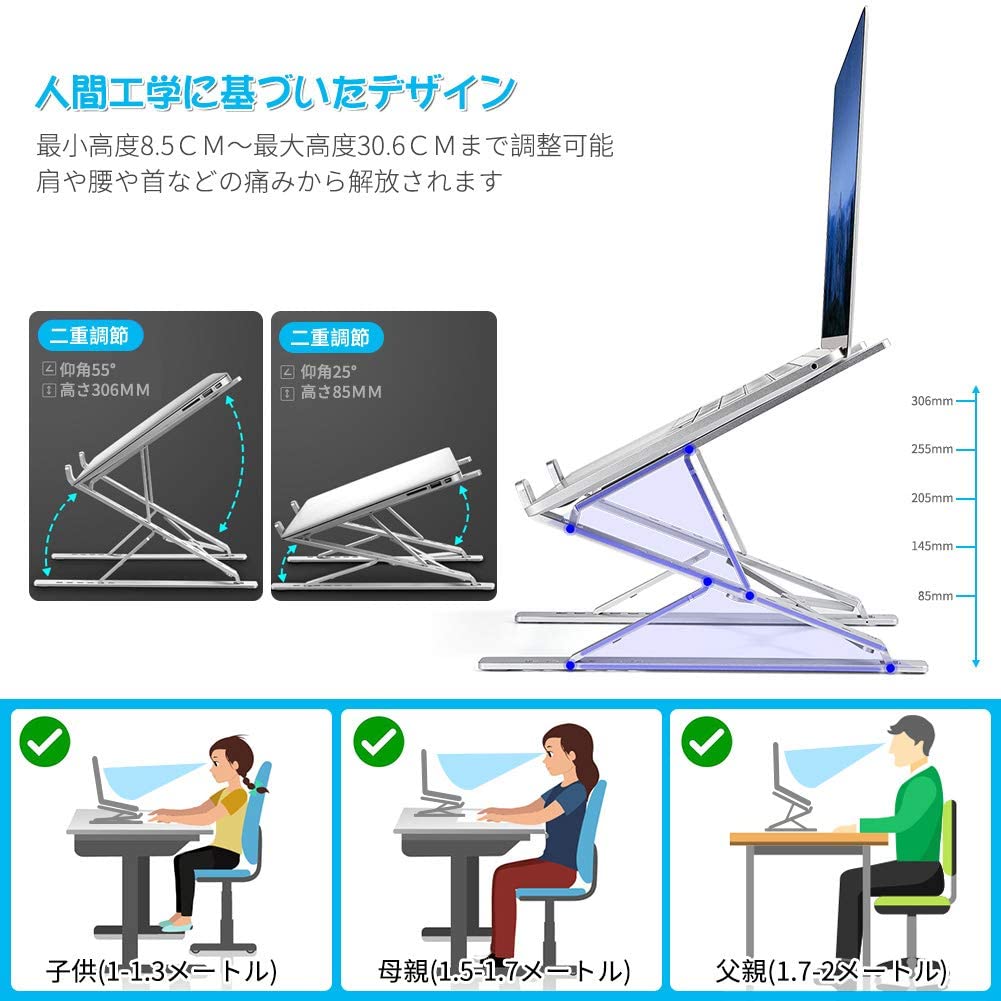 人間工学に基づいたデザイン
最小高度8.5ＣＭ～最大高度30.6ＣＭまで調整可能
肩や腰や首などの痛みから解放されます
二重調節
仰角55°
高さ306ＭＭ
二重調節
仰角25°
高さ85ＭＭ
306mm
255mm
205mm
145mm
85mm
子供(1-1.3メートル)
母親(1.5-1.7メートル)
父親(1.7-2メートル)